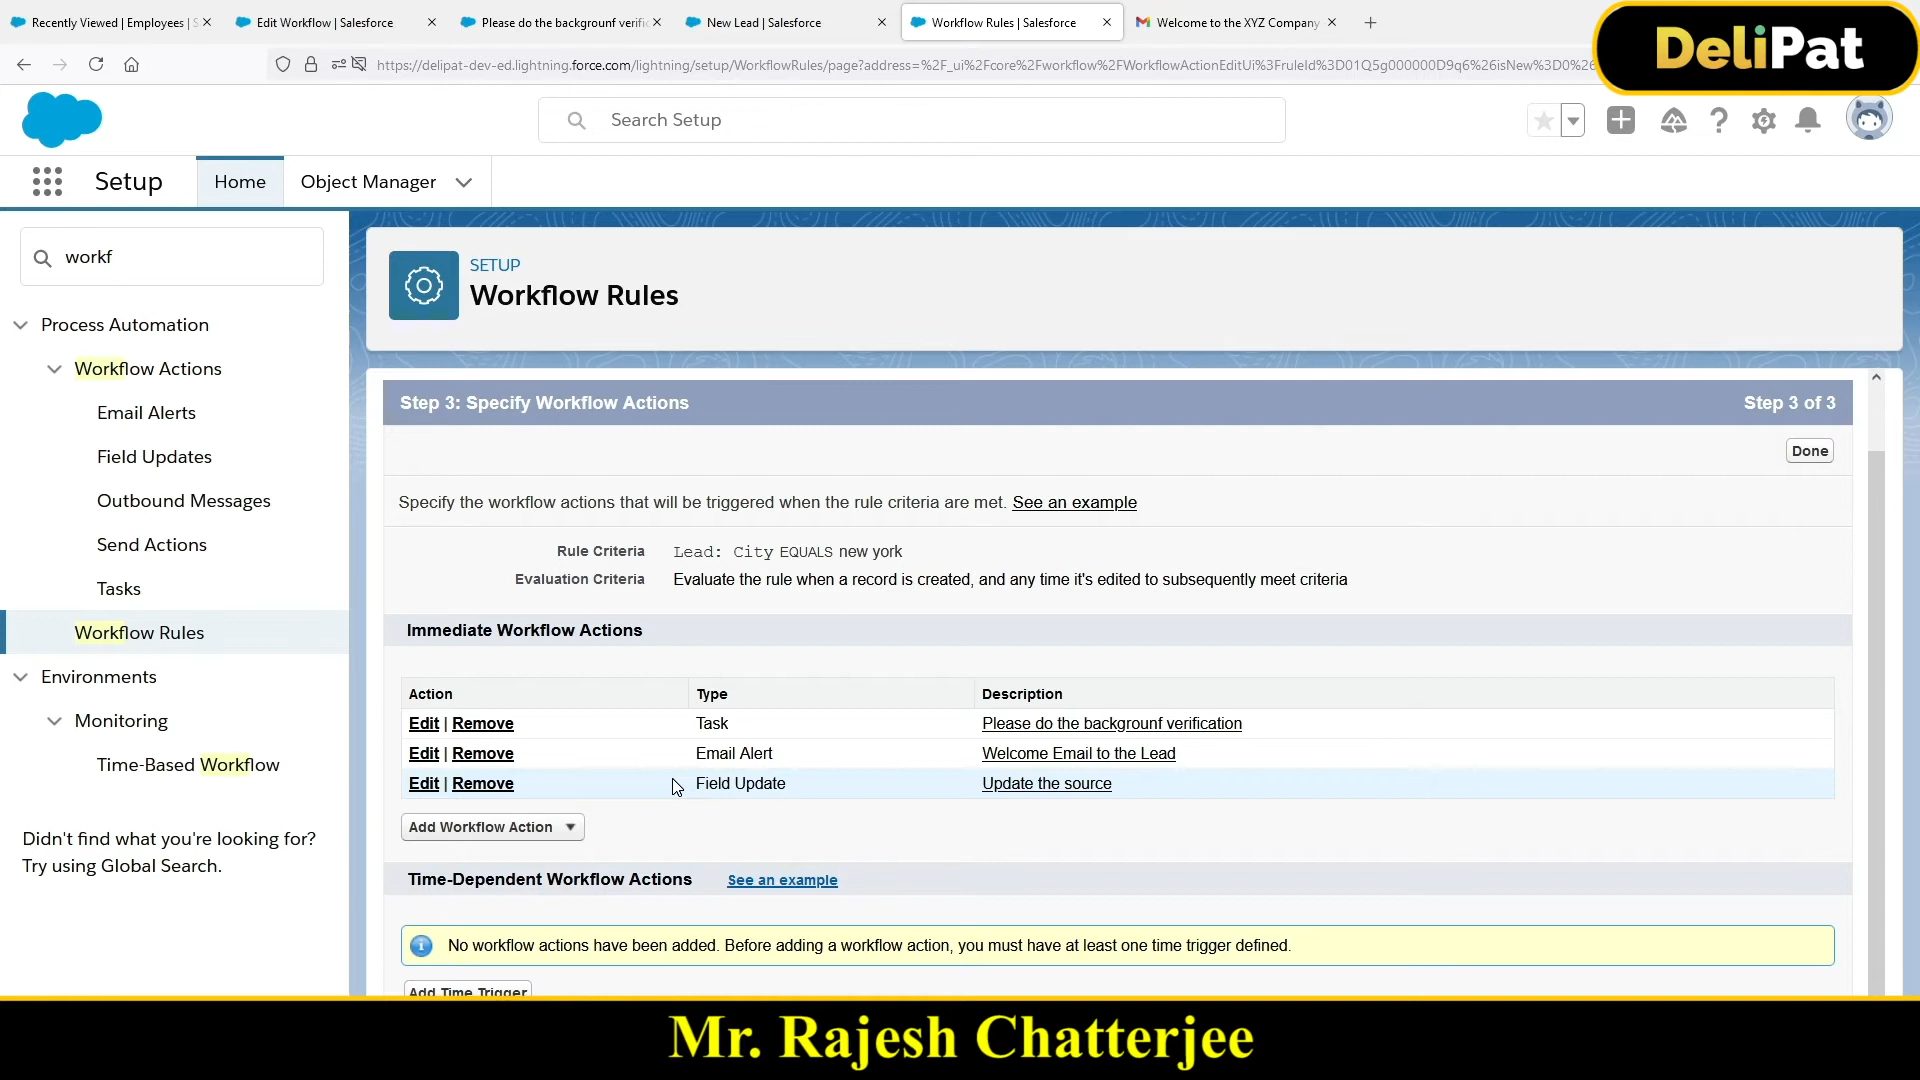 Recently Viewed | Employees | S
Edit Workflow | Salesforce
Please do the backgrounf verific
New Lead | Salesforce
Workflow Rules | Salesforce
Welcome to the XYZ Company
DeliPat
https://delipat-dev-ed.lightning.force.com/lightning/setup/WorkflowRules/page?address=%2F_ui%2Fcore%2Fworkflow%2FWorkflowActionEditUi%3FruleId%3D01Q5g000000D9q6%26isNew%3D0%26
Search Setup
Setup
Home
Object Manager
workf
SETUP
Workflow Rules
Process Automation
Workflow Actions
Email Alerts
Field Updates
Outbound Messages
Send Actions
Tasks
Workflow Rules
Environments
Monitoring
Time-Based Workflow
Didn't find what you're looking for?
Try using Global Search.
Step 3: Specify Workflow Actions
Step 3 of 3
Done
Specify the workflow actions that will be triggered when the rule criteria are met. See an example
Rule Criteria Lead: City EQUALS new york
Evaluation Criteria Evaluate the rule when a record is created, and any time it's edited to subsequently meet criteria
Immediate Workflow Actions
Action Type Description
Edit | Remove Task Please do the backgrounf verification
Edit | Remove Email Alert Welcome Email to the Lead
Edit | Remove Field Update Update the source
Add Workflow Action
Time-Dependent Workflow Actions See an example
No workflow actions have been added. Before adding a workflow action, you must have at least one time trigger defined.
Add Time Trigger
Mr. Rajesh Chatterjee